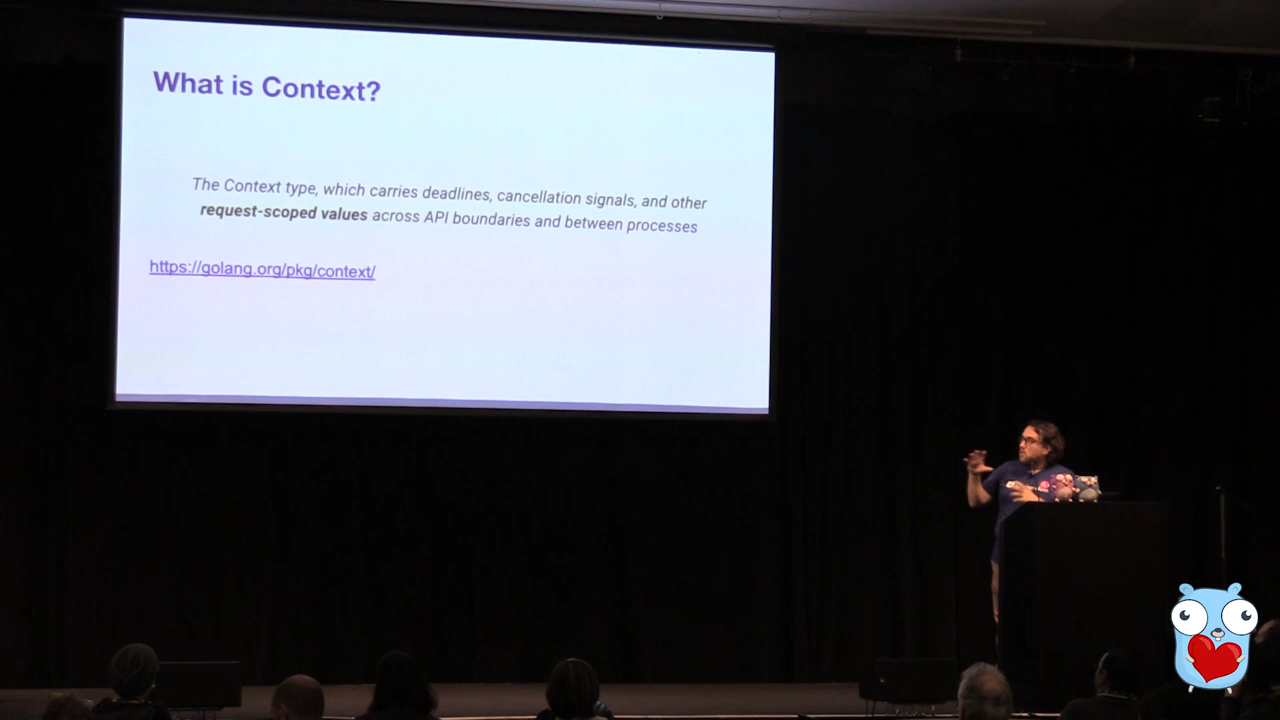 What is Context?
The Context type, which carries deadlines, cancellation signals, and other
request-scoped values across API boundaries and between processes
https://golang.org/pkg/context/